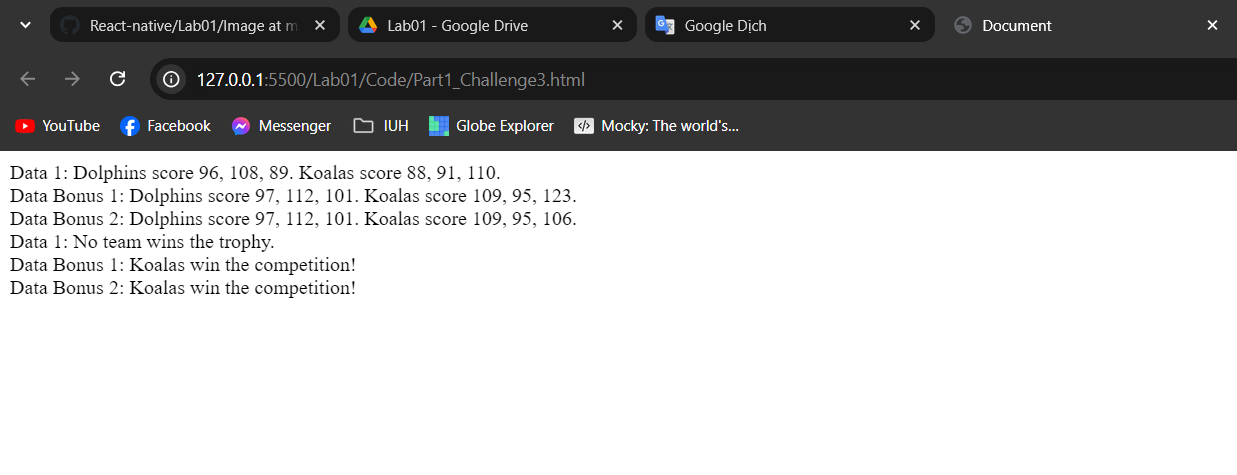 React-native/Lab01/Image at m
Lab01 - Google Drive
Google Dịch
Document
127.0.0.1:5500/Lab01/Code/Part1_Challenge3.html
YouTube
Facebook
Messenger
IUH
Globe Explorer
Mocky: The world's...
Data 1: Dolphins score 96, 108, 89. Koalas score 88, 91, 110.
Data Bonus 1: Dolphins score 97, 112, 101. Koalas score 109, 95, 123.
Data Bonus 2: Dolphins score 97, 112, 101. Koalas score 109, 95, 106.
Data 1: No team wins the trophy.
Data Bonus 1: Koalas win the competition!
Data Bonus 2: Koalas win the competition!